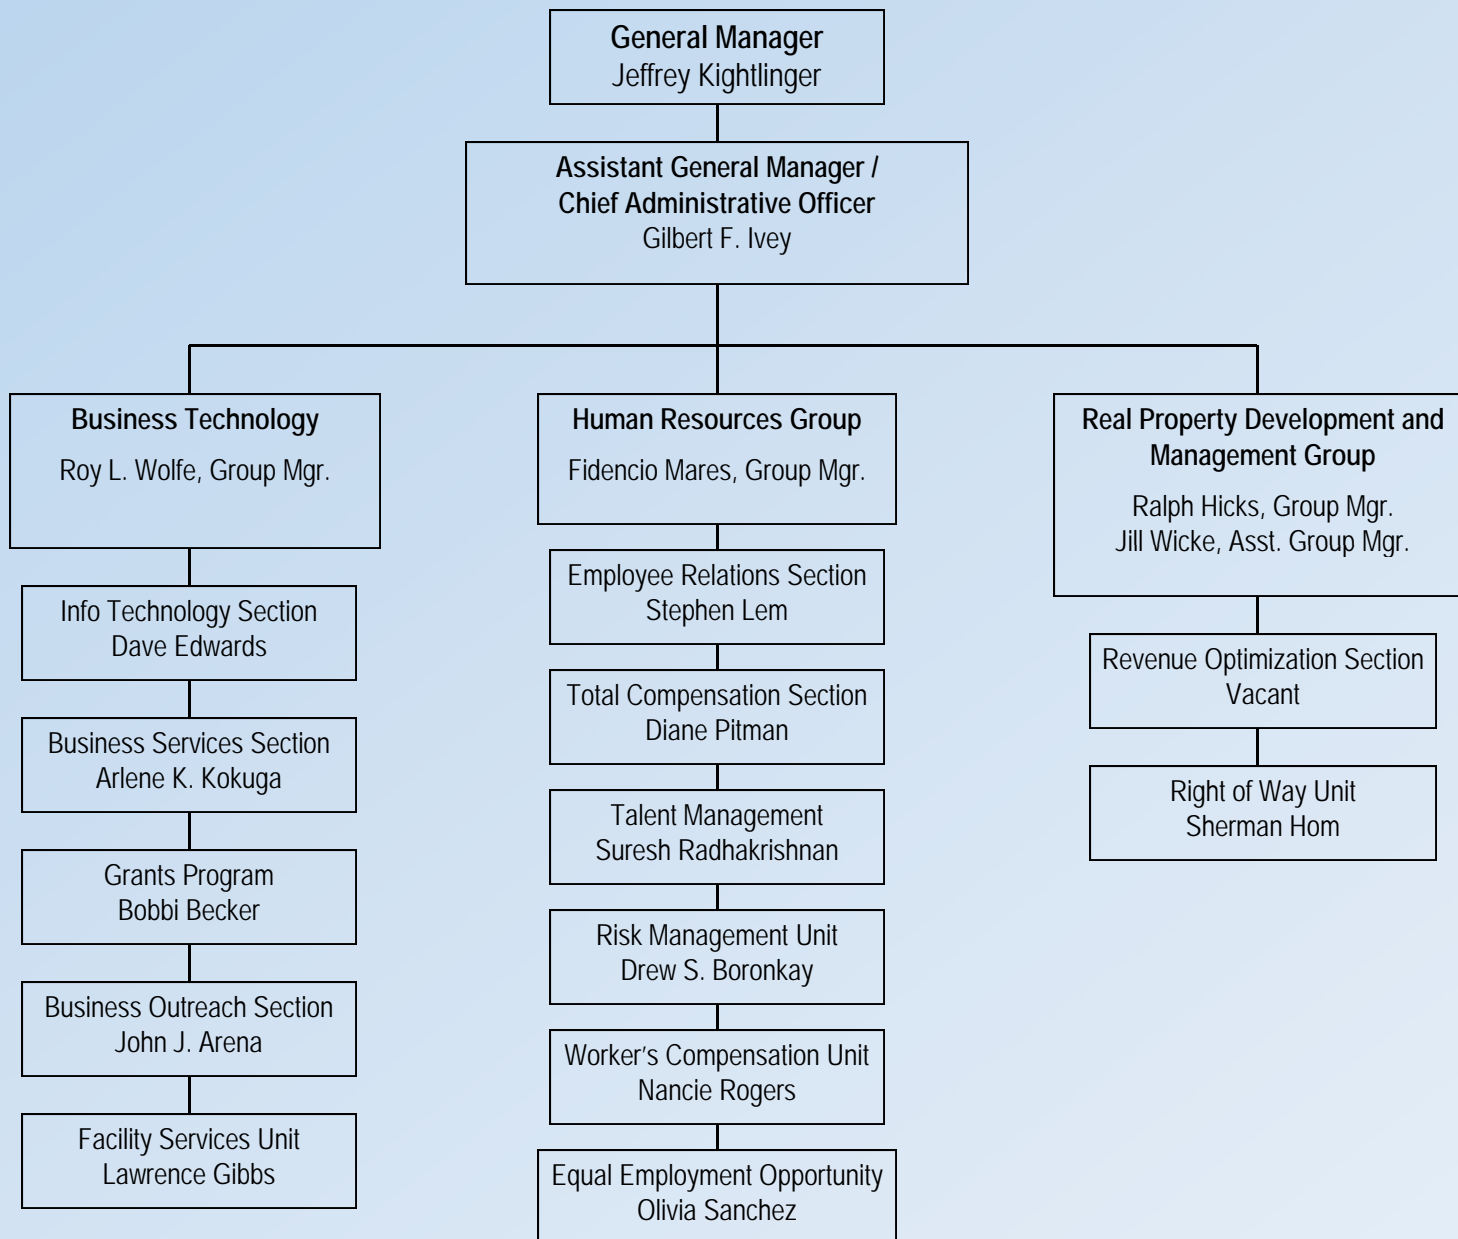 General Manager
Jeffrey Kightlinger
Assistant General Manager /
Chief Administrative Officer
Gilbert F. Ivey
Business Technology
Roy L. Wolfe, Group Mgr.
Info Technology Section
Dave Edwards
Business Services Section
Arlene K. Kokuga
Grants Program
Bobbi Becker
Business Outreach Section
John J. Arena
Facility Services Unit
Lawrence Gibbs
Human Resources Group
Fidencio Mares, Group Mgr.
Employee Relations Section
Stephen Lem
Total Compensation Section
Diane Pitman
Talent Management
Suresh Radhakrishnan
Risk Management Unit
Drew S. Boronkay
Worker's Compensation Unit
Nancie Rogers
Equal Employment Opportunity
Olivia Sanchez
Real Property Development and
Management Group
Ralph Hicks, Group Mgr.
Jill Wicke, Asst. Group Mgr.
Revenue Optimization Section
Vacant
Right of Way Unit
Sherman Hom